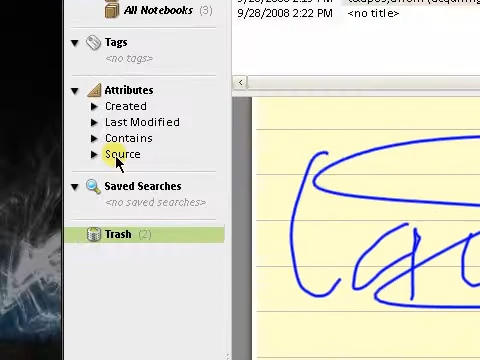 All Notebooks (3)
Tags
<no tags>
Attributes
Created
Last Modified
Contains
Source
Saved Searches
<no saved searches>
Trash (2)
9/28/2008 2:22 PM <no title>